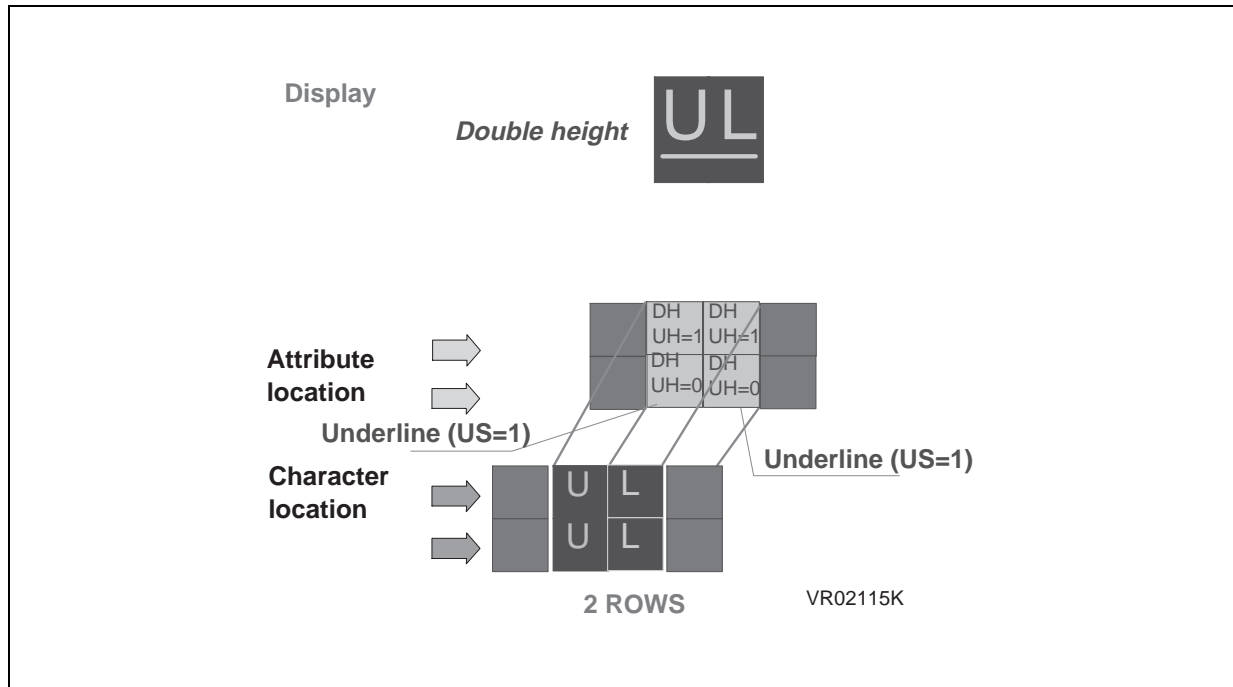 Display
Double height
UL
DH DH
UH=1 UH=1
DH DH
UH=0 UH=0
Attribute
location
Underline (US=1)
Underline (US=1)
Character
location
U L
U L
2 ROWS
VR02115K